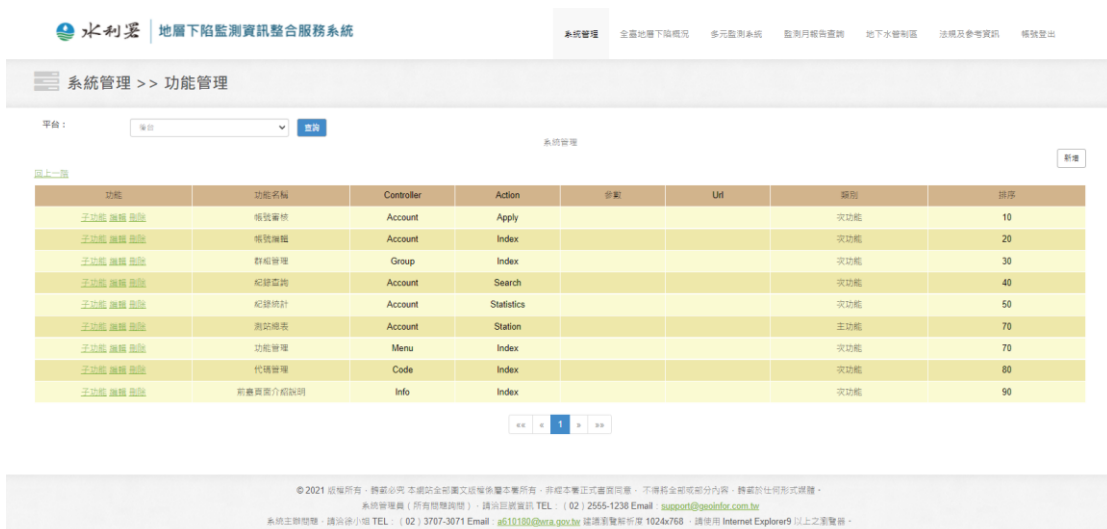 水利署 地層下陷監測資訊整合服務系統
系統管理 全臺地層下陷概況 多元監測系統 監測月報告查詢 地下水管制區 法規及參考資訊 帳號登出
系統管理 >> 功能管理
平台： 後台 查詢
系統管理
新增
回上一階
功能 功能名稱 Controller Action 參數 Url 類別 排序
子功能 編輯 刪除 帳號審核 Account Apply 次功能 10
子功能 編輯 刪除 帳號編輯 Account Index 次功能 20
子功能 編輯 刪除 群組管理 Group Index 次功能 30
子功能 編輯 刪除 紀錄查詢 Account Search 次功能 40
子功能 編輯 刪除 紀錄統計 Account Statistics 次功能 50
子功能 編輯 刪除 測站總表 Account Station 主功能 70
子功能 編輯 刪除 功能管理 Menu Index 次功能 70
子功能 編輯 刪除 代碼管理 Code Index 次功能 80
子功能 編輯 刪除 前臺頁面介紹說明 Info Index 次功能 90
«« « 1 » »»
©2021 版權所有，轉載必究 本網站全部圖文版權係屬本署所有，非經本署正式書面同意， 不得將全部或部分內容，轉載於任何形式媒體。
系統管理員（所有問題詢問），請洽 TEL：（02）2555-1238 Email：support@geoinfor.com.tw
系統主辦問題，請洽徐小姐 TEL：（02）3707-3071 Email：a610180@wra.gov.tw 建議瀏覽解析度 1024x768 ，請使用 Internet Explorer9 以上之瀏覽器。